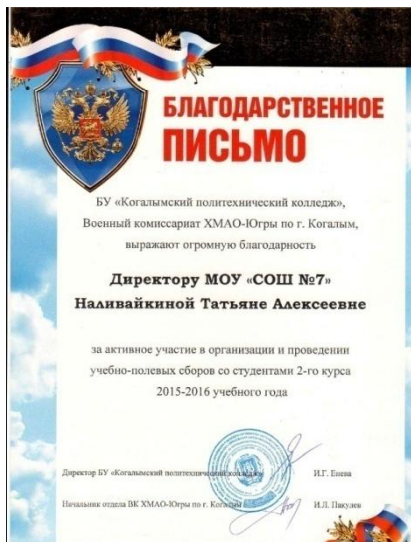 БЛАГОДАРСТВЕННОЕ
ПИСЬМО
БУ «Когалымский политехнический колледж»,
Военный комиссариат ХМАО-Югры по г. Когалым,
выражают огромную благодарность
Директору МОУ «СОШ №7»
Наливайкиной Татьяне Алексеевне
за активное участие в организации и проведении
учебно-полевых сборов со студентами 2-го курса
2015-2016 учебного года
Директор БУ «Когалымский политехнический колледж» И.Г. Енева
Начальник отдела ВК ХМАО-Югры по г. Когалым И.Л. Пакулев